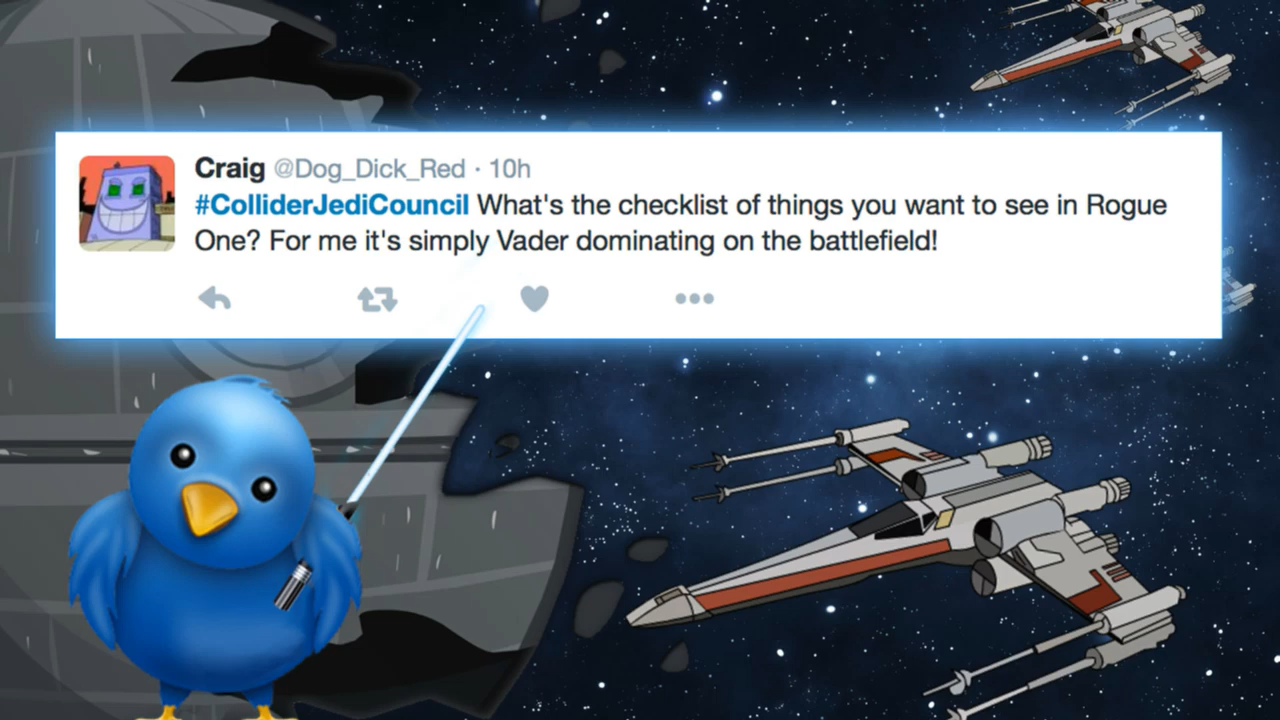 Craig @Dog_Dick_Red · 10h
#ColliderJediCouncil What's the checklist of things you want to see in Rogue
One? For me it's simply Vader dominating on the battlefield!